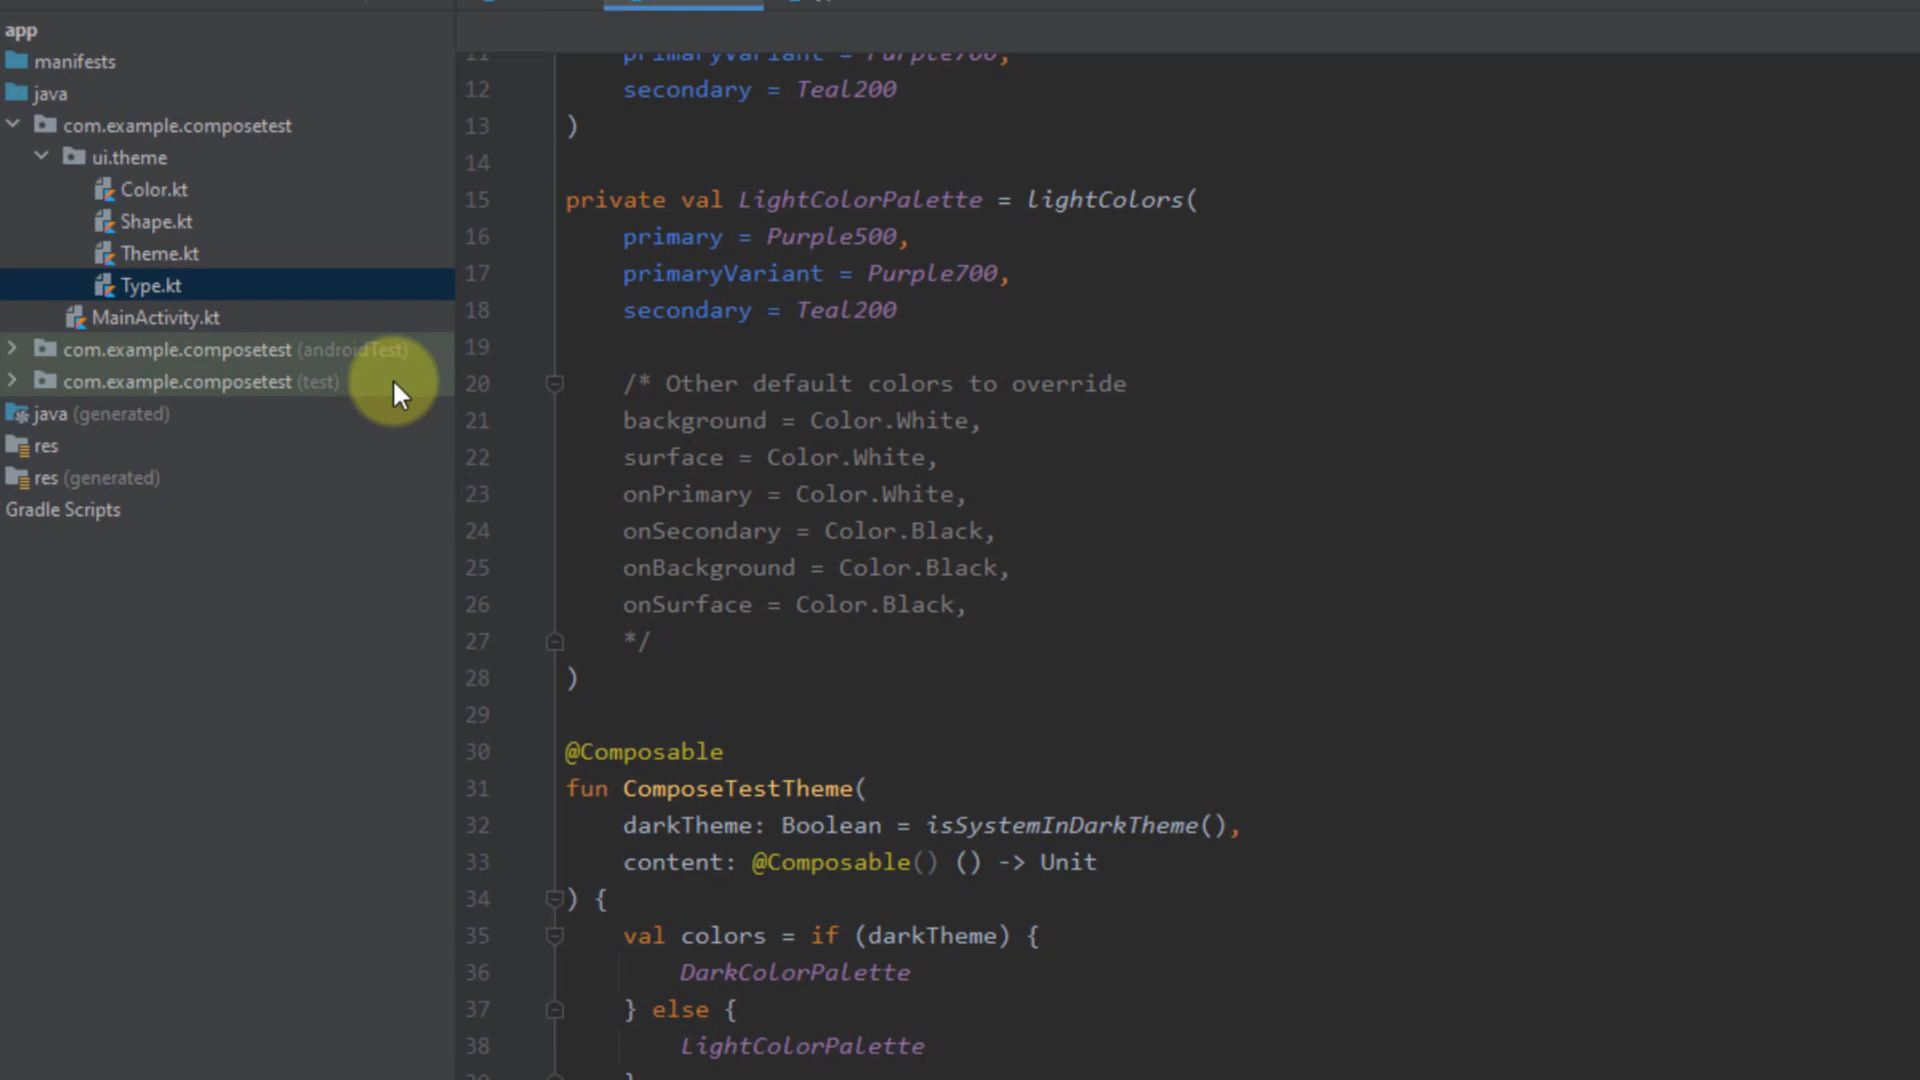 app
manifests
java
com.example.composetest
ui.theme
Color.kt
Shape.kt
Theme.kt
Type.kt
MainActivity.kt
com.example.composetest (androidTest)
com.example.composetest (test)
java (generated)
res
res (generated)
Gradle Scripts
11 primaryVariant = Purple700,
12 secondary = Teal200
13 )
14
15 private val LightColorPalette = lightColors(
16 primary = Purple500,
17 primaryVariant = Purple700,
18 secondary = Teal200
19
20 /* Other default colors to override
21 background = Color.White,
22 surface = Color.White,
23 onPrimary = Color.White,
24 onSecondary = Color.Black,
25 onBackground = Color.Black,
26 onSurface = Color.Black,
27 */
28 )
29
30 @Composable
31 fun ComposeTestTheme(
32 darkTheme: Boolean = isSystemInDarkTheme(),
33 content: @Composable() () -> Unit
34 ) {
35 val colors = if (darkTheme) {
36 DarkColorPalette
37 } else {
38 LightColorPalette